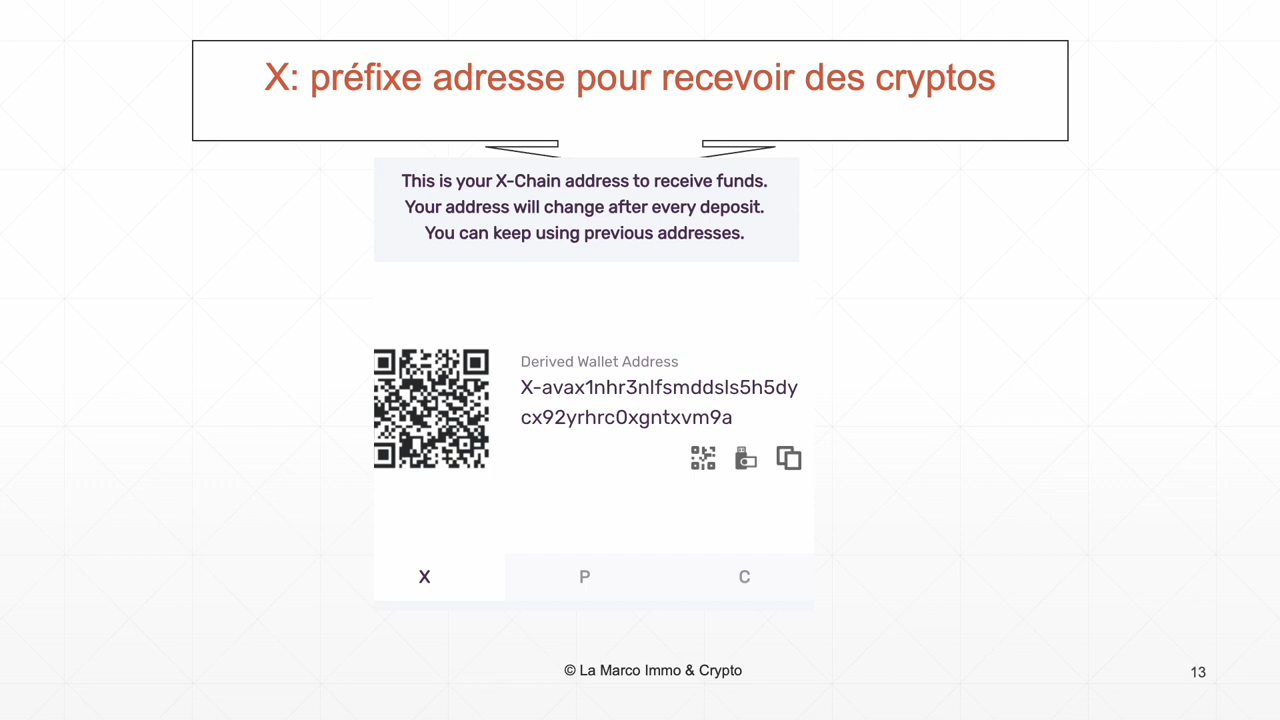 X: préfixe adresse pour recevoir des cryptos
This is your X-Chain address to receive funds.
Your address will change after every deposit.
You can keep using previous addresses.
Derived Wallet Address
X-avax1nhr3nlfsmddsls5h5dy
cx92yrhrc0xgntxvm9a
X P C
© La Marco Immo & Crypto
13